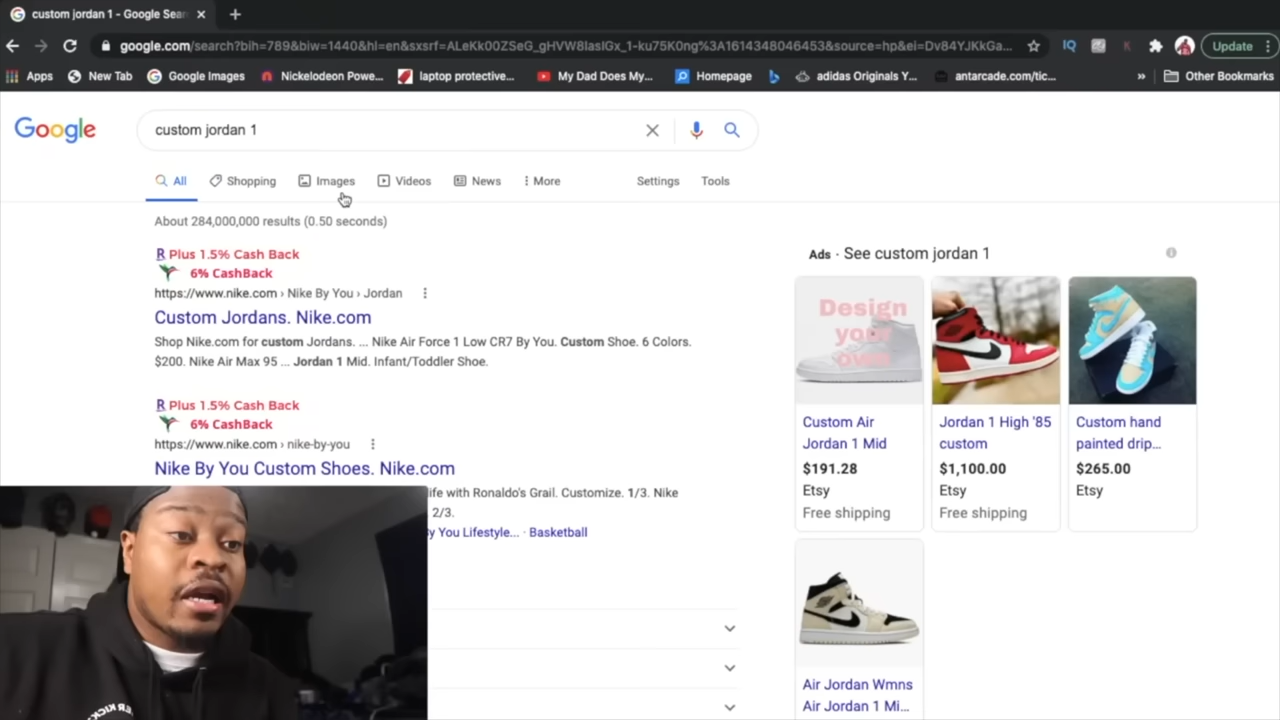 custom jordan 1 - Google Sear
google.com/search?bih=789&biw=1440&hl=en&sxsrf=ALeKk00ZSeG_gHVW8IasIGx_1-ku75K0ng%3A1614348046453&source=hp&ei=Dv84YJKkGa...
Update
Apps
New Tab
Google Images
Nickelodeon Powe...
laptop protective...
My Dad Does My...
Homepage
adidas Originals Y...
antarcade.com/tic...
»
Other Bookmarks
Google
custom jordan 1
All
Shopping
Images
Videos
News
More
Settings
Tools
About 284,000,000 results (0.50 seconds)
R Plus 1.5% Cash Back
6% CashBack
https://www.nike.com › Nike By You › Jordan
Custom Jordans. Nike.com
Shop Nike.com for custom Jordans. ... Nike Air Force 1 Low CR7 By You. Custom Shoe. 6 Colors.
$200. Nike Air Max 95 ... Jordan 1 Mid. Infant/Toddler Shoe.
R Plus 1.5% Cash Back
6% CashBack
https://www.nike.com › nike-by-you
Nike By You Custom Shoes. Nike.com
life with Ronaldo's Grail. Customize. 1/3. Nike
2/3.
By You Lifestyle... · Basketball
Ads · See custom jordan 1
Design
your
own
Custom Air
Jordan 1 Mid
$191.28
Etsy
Free shipping
Jordan 1 High '85
custom
$1,100.00
Etsy
Free shipping
Custom hand
painted drip...
$265.00
Etsy
Air Jordan Wmns
Air Jordan 1 Mi...